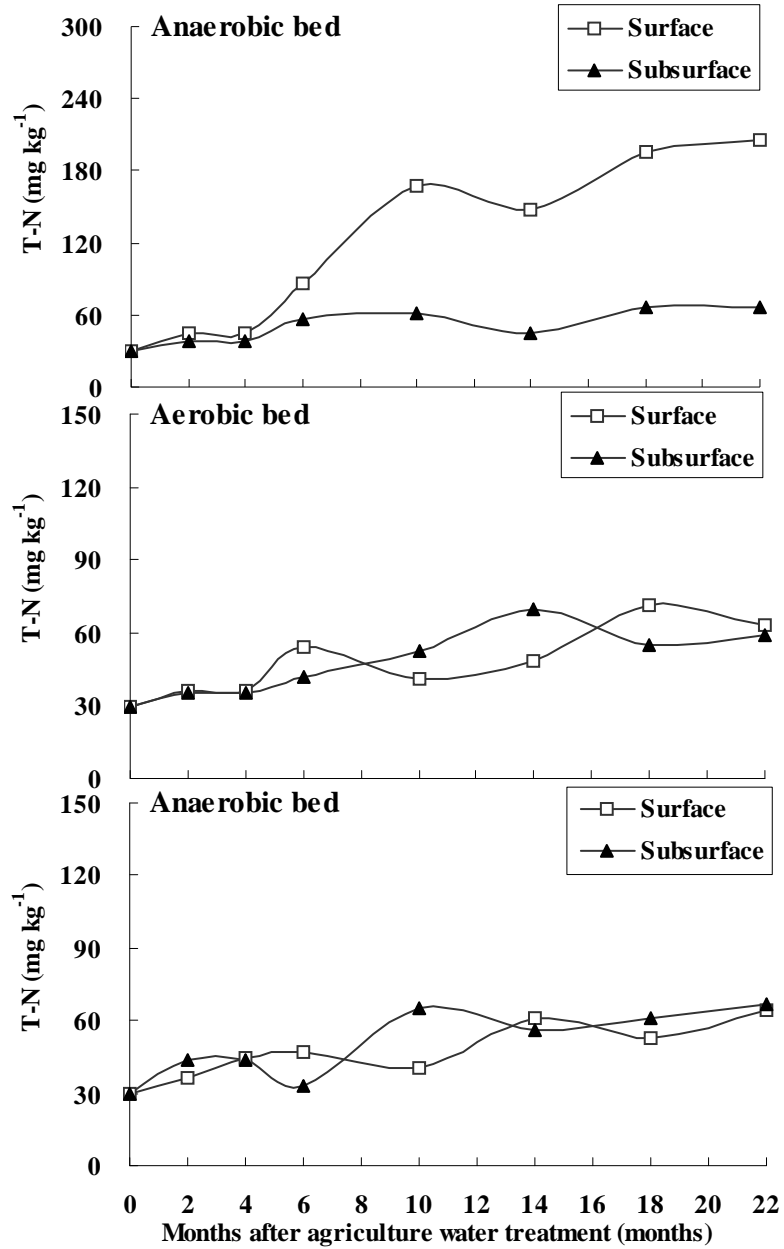 Anaerobic bed
Surface
Subsurface
300
240
180
120
60
0
T-N (mg kg-1)
Aerobic bed
Surface
Subsurface
150
120
90
60
30
0
T-N (mg kg-1)
Anaerobic bed
Surface
Subsurface
150
120
90
60
30
0
T-N (mg kg-1)
0 2 4 6 8 10 12 14 16 18 20 22
Months after agriculture water treatment (months)